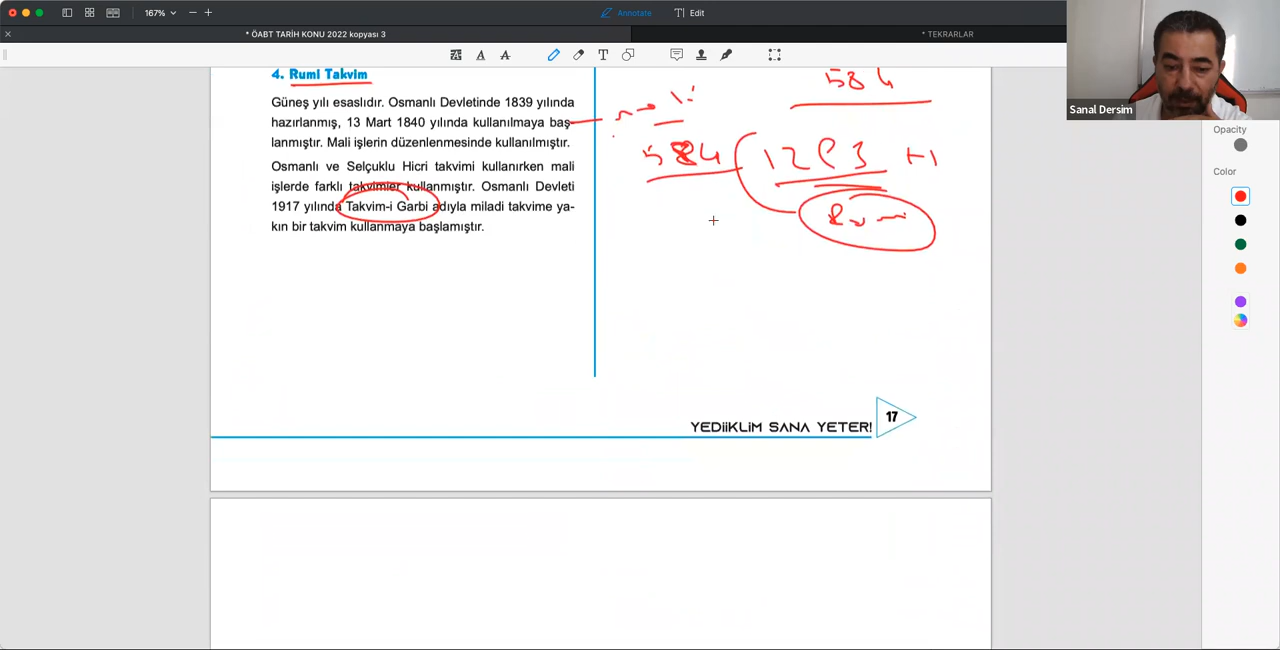 167%
Annotate
Edit
* ÖABT TARİH KONU 2022 kopyası 3
* TEKRARLAR
Sanal Dersim
Opacity
Color
4. Rumi Takvim
Güneş yılı esaslıdır. Osmanlı Devletinde 1839 yılında
hazırlanmış, 13 Mart 1840 yılında kullanılmaya baş-
lanmıştır. Mali işlerin düzenlenmesinde kullanılmıştır.
Osmanlı ve Selçuklu Hicri takvimi kullanırken mali
işlerde farklı takvimler kullanmıştır. Osmanlı Devleti
1917 yılında Takvim-i Garbi adıyla miladi takvime ya-
kın bir takvim kullanmaya başlamıştır.
584
584
1293 +1
Rumi
YEDİİKLİM SANA YETER!
17